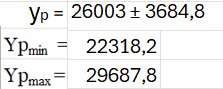 yp = 26003 ± 3684,8
Ypmin = 22318,2
Ypmax= 29687,8